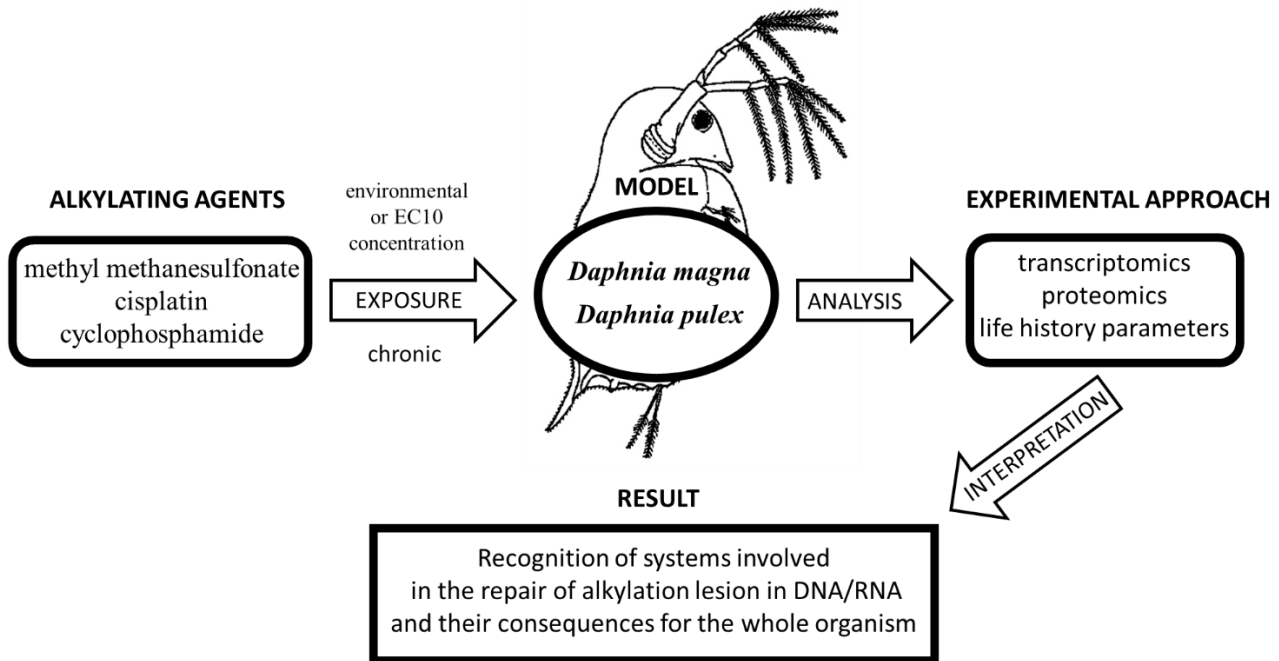 ALKYLATING AGENTS
methyl methanesulfonate
cisplatin
cyclophosphamide
environmental
or EC10
concentration
EXPOSURE
chronic
MODEL
Daphnia magna
Daphnia pulex
ANALYSIS
EXPERIMENTAL APPROACH
transcriptomics
proteomics
life history parameters
INTERPRETATION
RESULT
Recognition of systems involved
in the repair of alkylation lesion in DNA/RNA
and their consequences for the whole organism